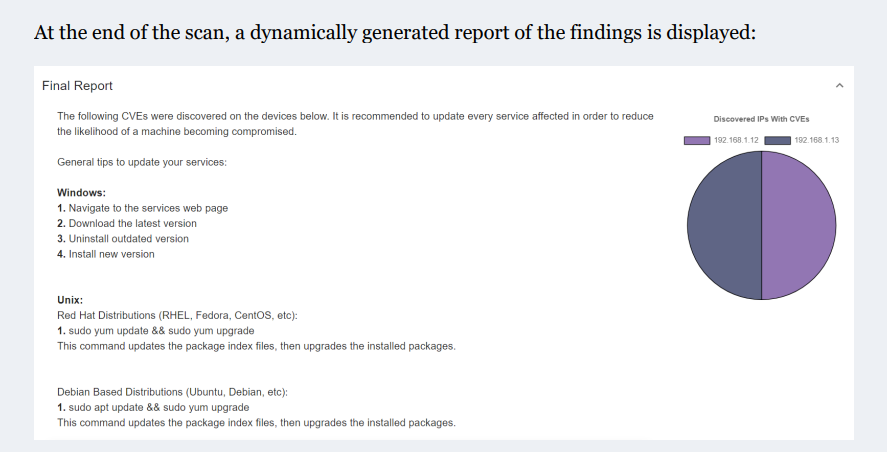 At the end of the scan, a dynamically generated report of the findings is displayed:
Final Report
The following CVEs were discovered on the devices below. It is recommended to update every service affected in order to reduce
the likelihood of a machine becoming compromised.
General tips to update your services:
Windows:
1. Navigate to the services web page
2. Download the latest version
3. Uninstall outdated version
4. Install new version
Unix:
Red Hat Distributions (RHEL, Fedora, CentOS, etc):
1. sudo yum update && sudo yum upgrade
This command updates the package index files, then upgrades the installed packages.
Debian Based Distributions (Ubuntu, Debian, etc):
1. sudo apt update && sudo yum upgrade
This command updates the package index files, then upgrades the installed packages.
Discovered IPs With CVEs
192.168.1.12 192.168.1.13